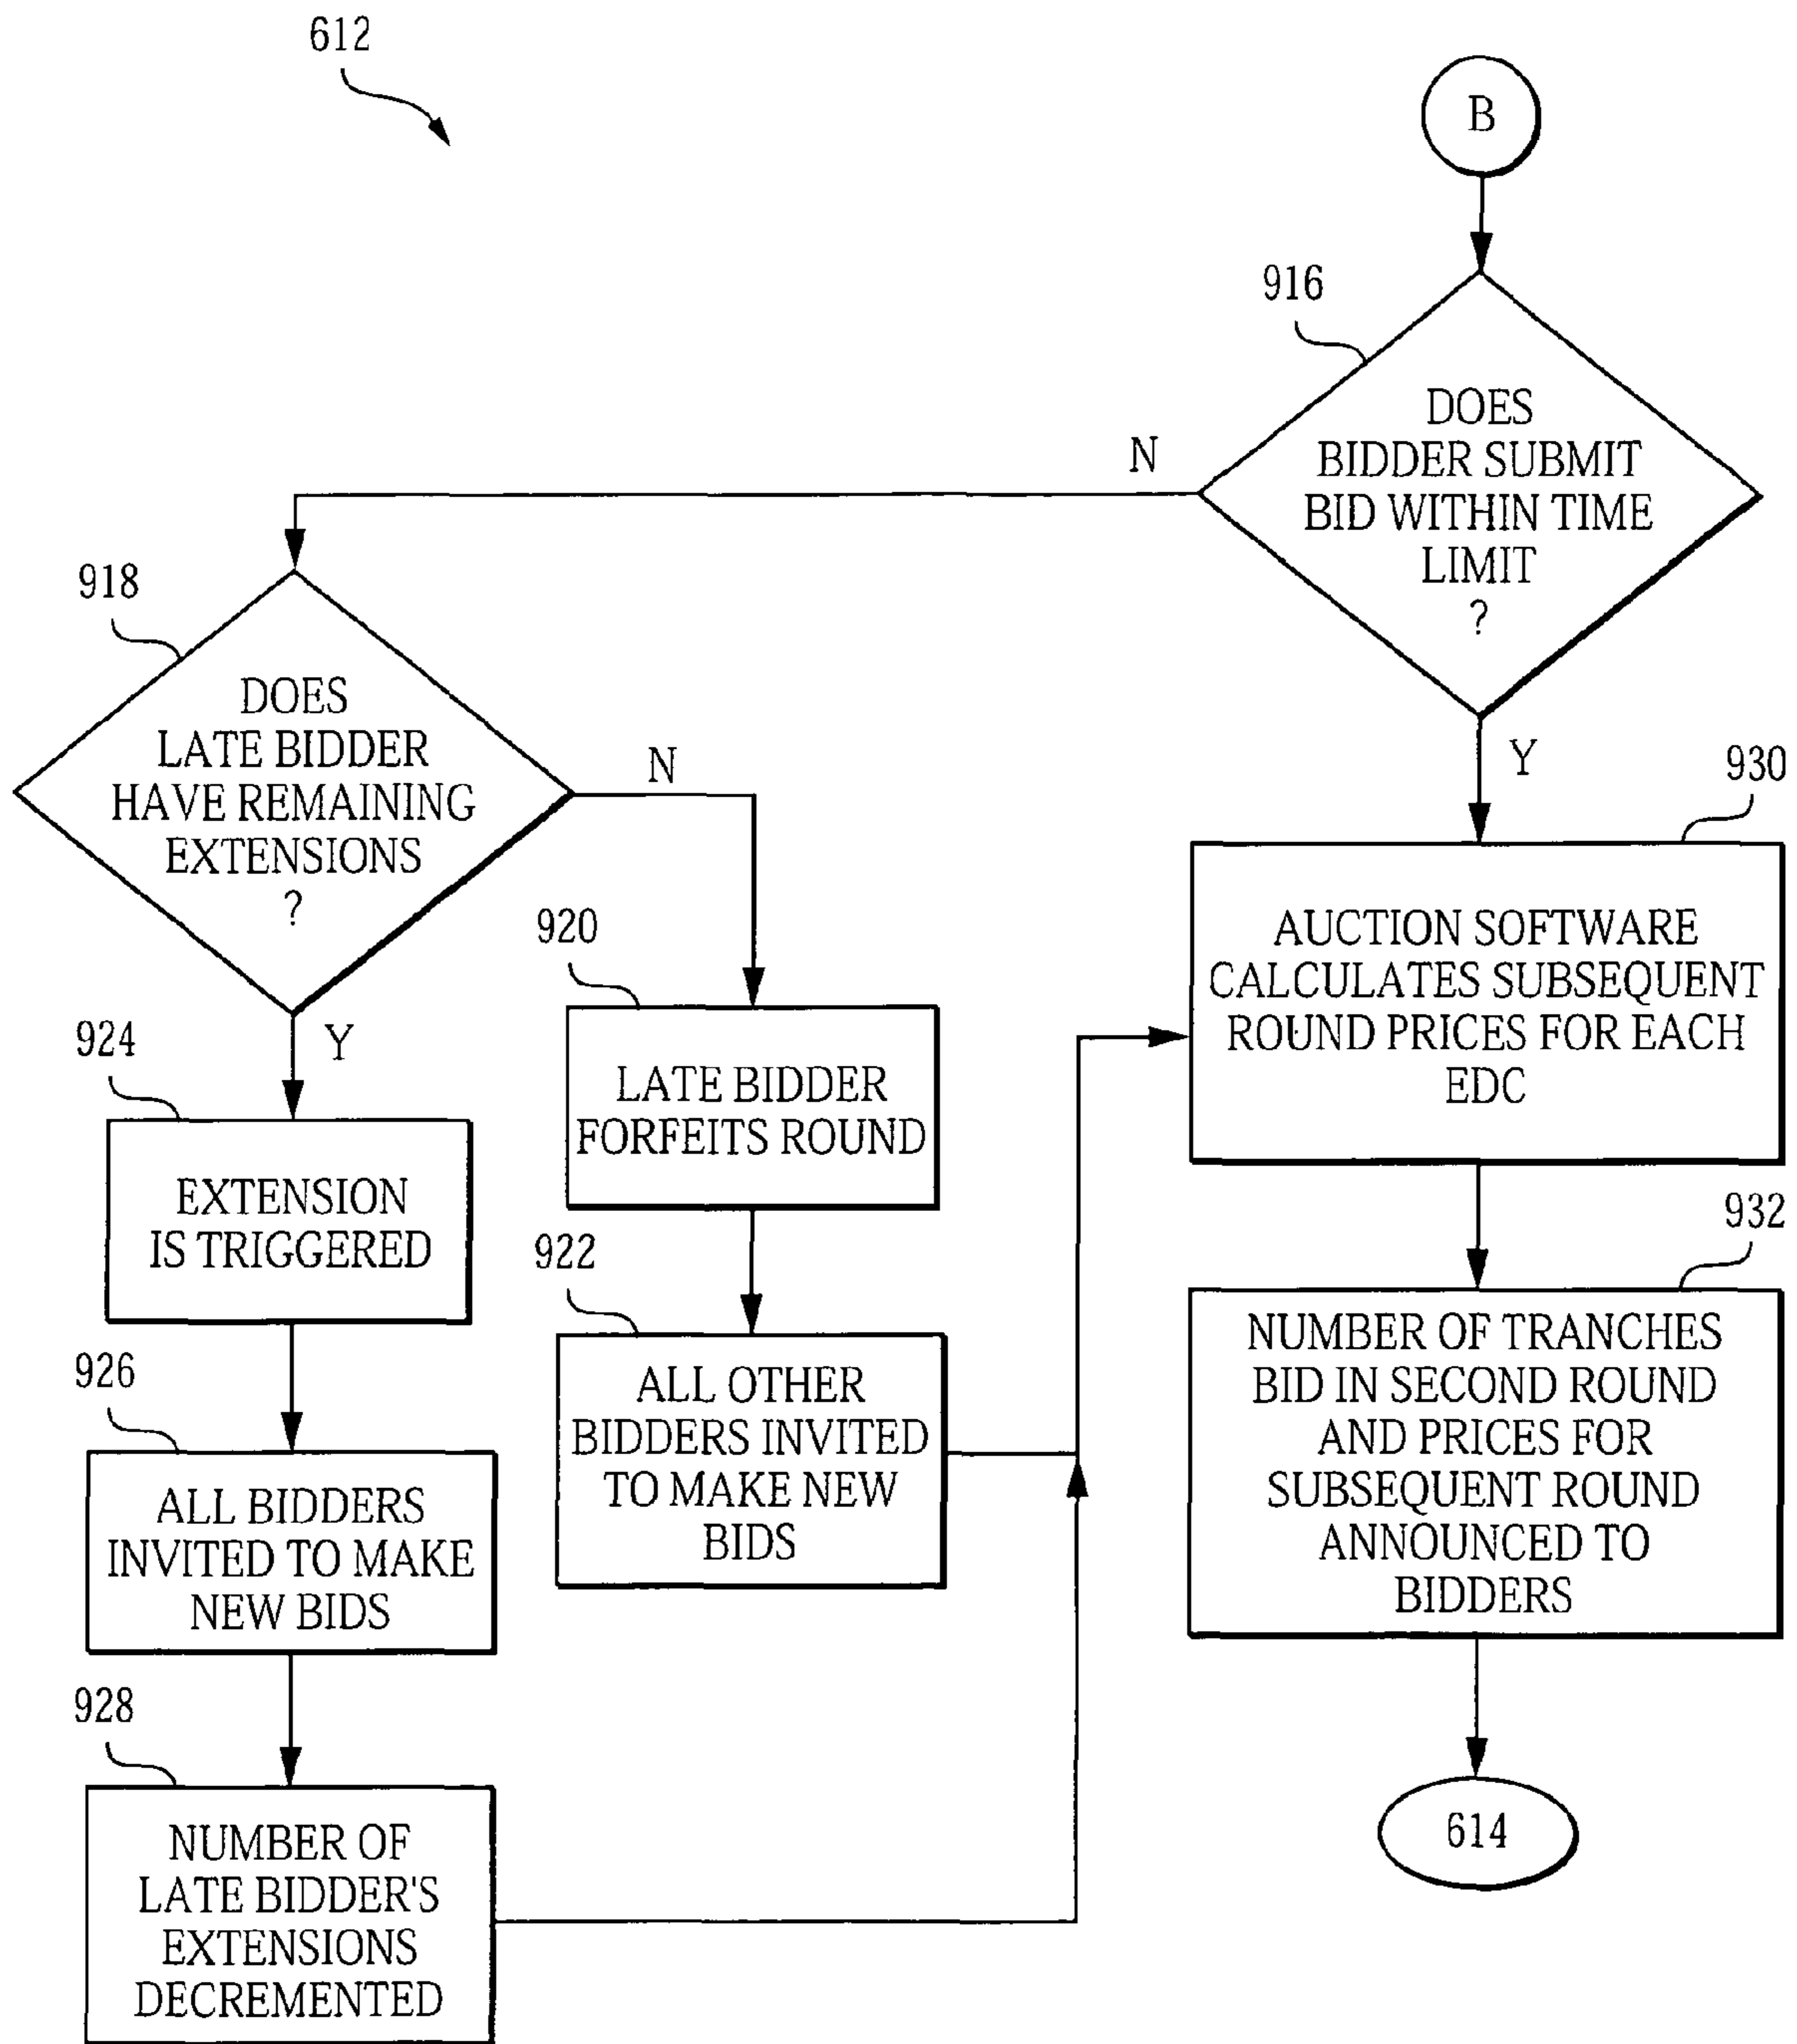 612
B
916
DOES
BIDDER SUBMIT
BID WITHIN TIME
LIMIT
?
N
Y
918
DOES
LATE BIDDER
HAVE REMAINING
EXTENSIONS
?
N
Y
920
LATE BIDDER
FORFEITS ROUND
922
ALL OTHER
BIDDERS INVITED
TO MAKE NEW
BIDS
924
EXTENSION
IS TRIGGERED
926
ALL BIDDERS
INVITED TO MAKE
NEW BIDS
928
NUMBER OF
LATE BIDDER'S
EXTENSIONS
DECREMENTED
930
AUCTION SOFTWARE
CALCULATES SUBSEQUENT
ROUND PRICES FOR EACH
EDC
932
NUMBER OF TRANCHES
BID IN SECOND ROUND
AND PRICES FOR
SUBSEQUENT ROUND
ANNOUNCED TO
BIDDERS
614